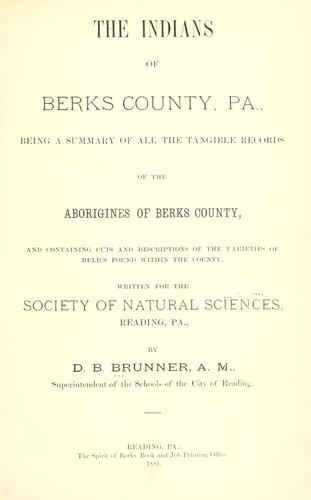 THE INDIANS
OF
BERKS COUNTY, PA.,
BEING A SUMMARY OF ALL THE TANGIBLE RECORDS
OF THE
ABORIGINES OF BERKS COUNTY,
AND CONTAINING CUTS AND DESCRIPTIONS OF THE VARIETIES OF
RELICS FOUND WITHIN THE COUNTY.
WRITTEN FOR THE
SOCIETY OF NATURAL SCIENCES,
READING, PA.,
BY
D. B. BRUNNER, A. M.,
Superintendent of the Schools of the City of Reading.
READING, PA.:
The Spirit of Berks Book and Job Printing Office.
1881.